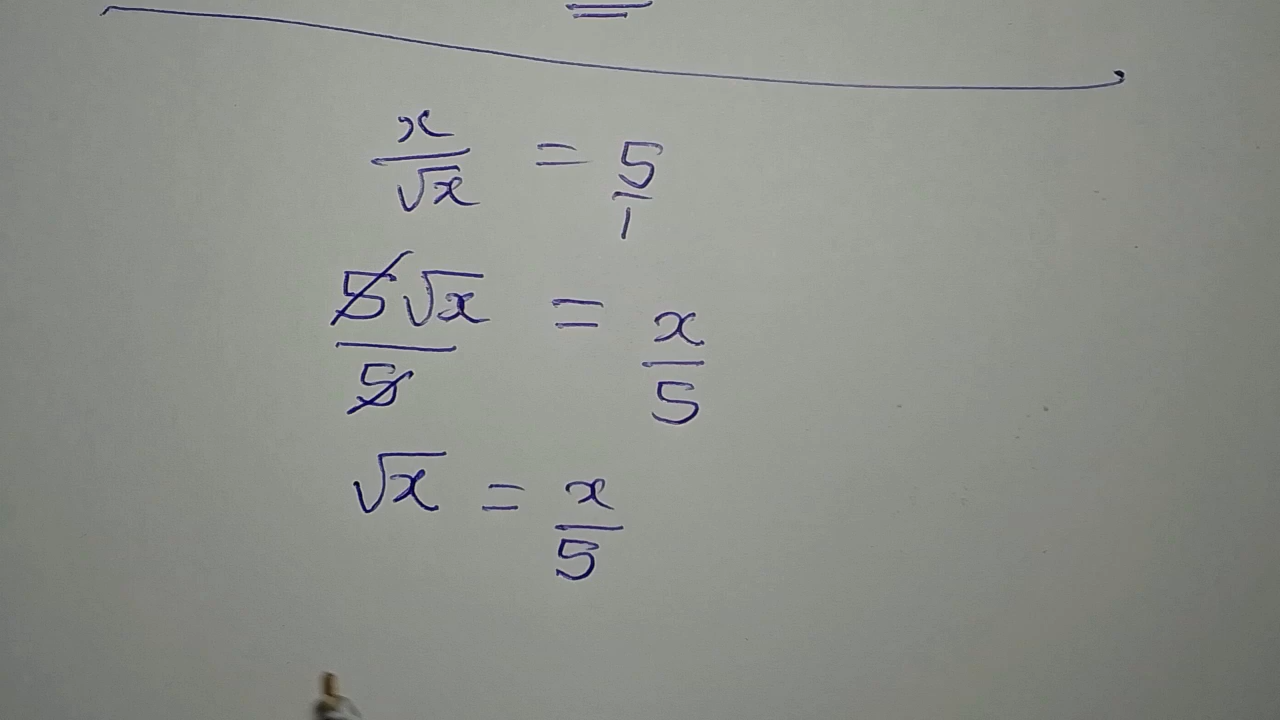 x/√x = 5/1
5√x/5 = x/5
√x = x/5